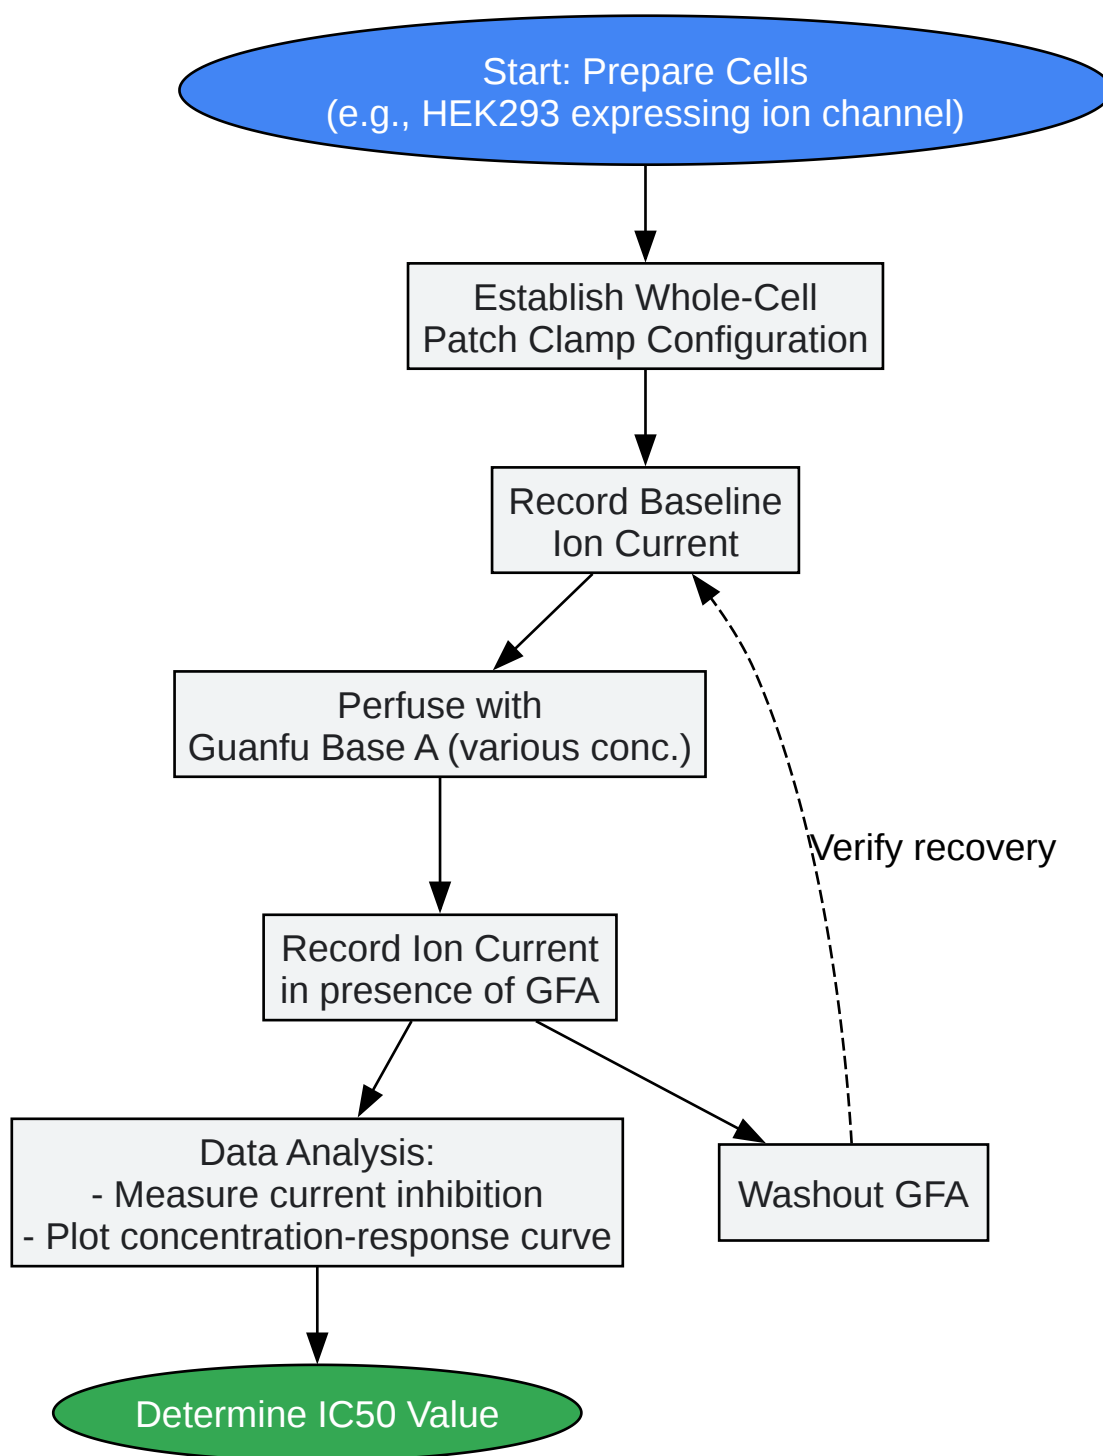 Start: Prepare Cells
(e.g., HEK293 expressing ion channel)
Establish Whole-Cell
Patch Clamp Configuration
Record Baseline
Ion Current
Perfuse with
Guanfu Base A (various conc.)
Verify recovery
Record Ion Current
in presence of GFA
Data Analysis:
- Measure current inhibition
- Plot concentration-response curve
Washout GFA
Determine IC50 Value